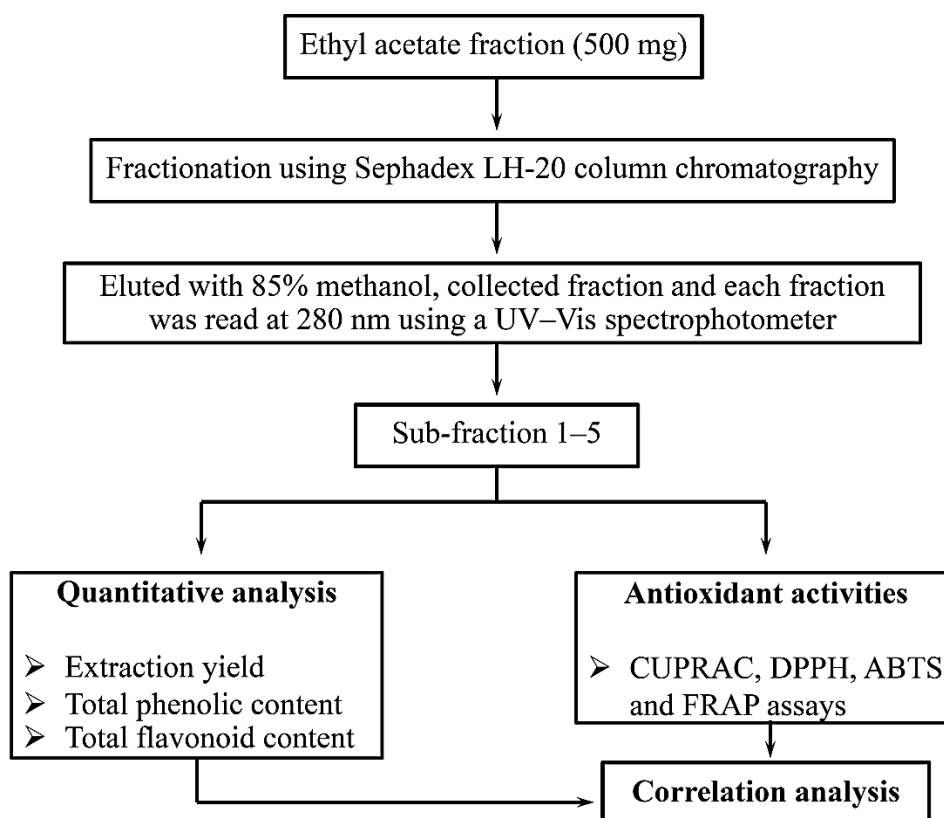 Ethyl acetate fraction (500 mg)
Fractionation using Sephadex LH-20 column chromatography
Eluted with 85% methanol, collected fraction and each fraction
was read at 280 nm using a UV–Vis spectrophotometer
Sub-fraction 1–5
Quantitative analysis
➢ Extraction yield
➢ Total phenolic content
➢ Total flavonoid content
Antioxidant activities
➢ CUPRAC, DPPH, ABTS
and FRAP assays
Correlation analysis